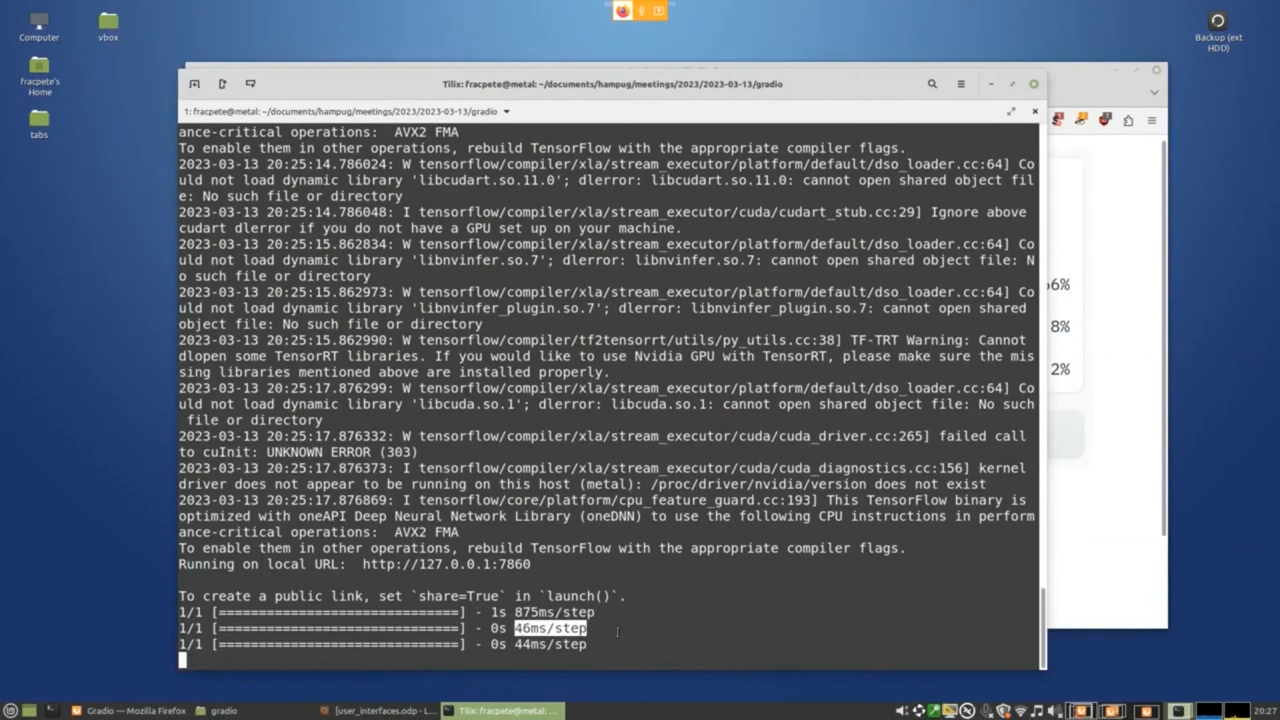 Computer
vbox
Backup (ext
HDD)
fracpete's
Home
tabs
Tilix: fracpete@metal: ~/documents/hampug/meetings/2023/2023-03-13/gradio
1: fracpete@metal: ~/documents/hampug/meetings/2023/2023-03-13/gradio
ance-critical operations:  AVX2 FMA
To enable them in other operations, rebuild TensorFlow with the appropriate compiler flags.
2023-03-13 20:25:14.786024: W tensorflow/compiler/xla/stream_executor/platform/default/dso_loader.cc:64] Co
uld not load dynamic library 'libcudart.so.11.0'; dlerror: libcudart.so.11.0: cannot open shared object fil
e: No such file or directory
2023-03-13 20:25:14.786048: I tensorflow/compiler/xla/stream_executor/cuda/cudart_stub.cc:29] Ignore above
cudart dlerror if you do not have a GPU set up on your machine.
2023-03-13 20:25:15.862834: W tensorflow/compiler/xla/stream_executor/platform/default/dso_loader.cc:64] Co
uld not load dynamic library 'libnvinfer.so.7'; dlerror: libnvinfer.so.7: cannot open shared object file: N
o such file or directory
2023-03-13 20:25:15.862973: W tensorflow/compiler/xla/stream_executor/platform/default/dso_loader.cc:64] Co
uld not load dynamic library 'libnvinfer_plugin.so.7'; dlerror: libnvinfer_plugin.so.7: cannot open shared
object file: No such file or directory
2023-03-13 20:25:15.862990: W tensorflow/compiler/tf2tensorrt/utils/py_utils.cc:38] TF-TRT Warning: Cannot
dlopen some TensorRT libraries. If you would like to use Nvidia GPU with TensorRT, please make sure the mis
sing libraries mentioned above are installed properly.
2023-03-13 20:25:17.876299: W tensorflow/compiler/xla/stream_executor/platform/default/dso_loader.cc:64] Co
uld not load dynamic library 'libcuda.so.1'; dlerror: libcuda.so.1: cannot open shared object file: No such
file or directory
2023-03-13 20:25:17.876332: W tensorflow/compiler/xla/stream_executor/cuda/cuda_driver.cc:265] failed call
to cuInit: UNKNOWN ERROR (303)
2023-03-13 20:25:17.876373: I tensorflow/compiler/xla/stream_executor/cuda/cuda_diagnostics.cc:156] kernel
driver does not appear to be running on this host (metal): /proc/driver/nvidia/version does not exist
2023-03-13 20:25:17.876869: I tensorflow/core/platform/cpu_feature_guard.cc:193] This TensorFlow binary is
optimized with oneAPI Deep Neural Network Library (oneDNN) to use the following CPU instructions in perform
ance-critical operations:  AVX2 FMA
To enable them in other operations, rebuild TensorFlow with the appropriate compiler flags.
Running on local URL:  http://127.0.0.1:7860
To create a public link, set `share=True` in `launch()`.
1/1 [==============================] - 1s 875ms/step
1/1 [==============================] - 0s 46ms/step
1/1 [==============================] - 0s 44ms/step
6%
8%
2%
Gradio — Mozilla Firefox
gradio
[user_interfaces.odp - L...
Tilix: fracpete@metal: ...
20:27